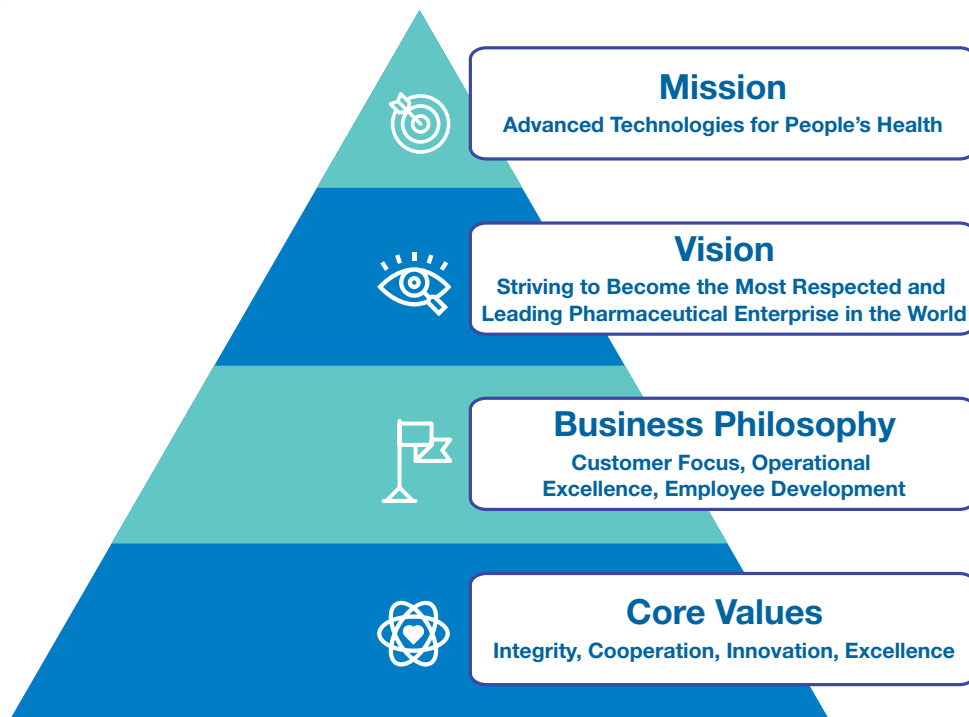 Mission
Advanced Technologies for People’s Health
Vision
Striving to Become the Most Respected and
Leading Pharmaceutical Enterprise in the World
Business Philosophy
Customer Focus, Operational
Excellence, Employee Development
Core Values
Integrity, Cooperation, Innovation, Excellence